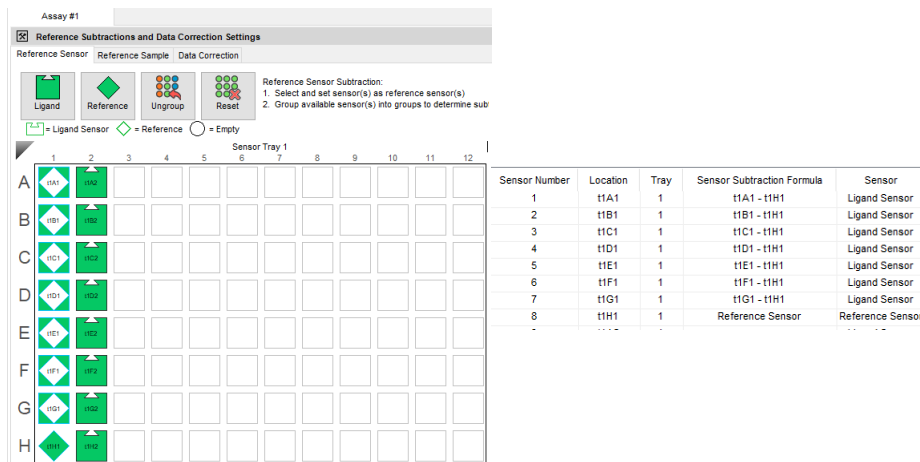 Assay #1
Reference Subtractions and Data Correction Settings
Reference Sensor Reference Sample Data Correction
Ligand Reference Ungroup Reset
Reference Sensor Subtraction:
1. Select and set sensor(s) as reference sensor(s)
2. Group available sensor(s) into groups to determine sub
= Ligand Sensor = Reference = Empty
Sensor Tray 1
1 2 3 4 5 6 7 8 9 10 11 12
A t1A1 t1A2
B t1B1 t1B2
C t1C1 t1C2
D t1D1 t1D2
E t1E1 t1E2
F t1F1 t1F2
G t1G1 t1G2
H t1H1 t1H2
Sensor Number Location Tray Sensor Subtraction Formula Sensor
1 t1A1 1 t1A1 - t1H1 Ligand Sensor
2 t1B1 1 t1B1 - t1H1 Ligand Sensor
3 t1C1 1 t1C1 - t1H1 Ligand Sensor
4 t1D1 1 t1D1 - t1H1 Ligand Sensor
5 t1E1 1 t1E1 - t1H1 Ligand Sensor
6 t1F1 1 t1F1 - t1H1 Ligand Sensor
7 t1G1 1 t1G1 - t1H1 Ligand Sensor
8 t1H1 1 Reference Sensor Reference Sensor